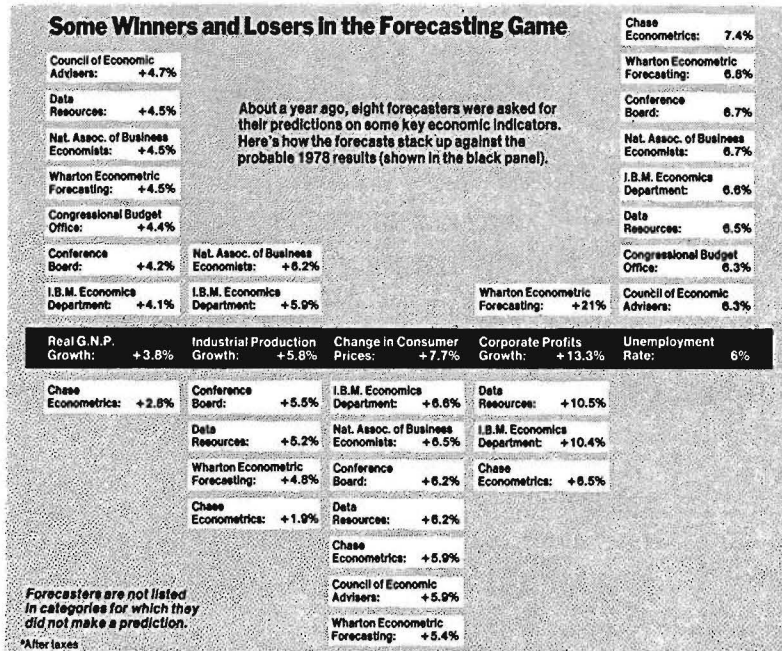 Some Winners and Losers in the Forecasting Game
About a year ago, eight forecasters were asked for
their predictions on some key economic indicators.
Here's how the forecasts stack up against the
probable 1978 results (shown in the black panel).
Council of Economic
Advisers: +4.7%
Data
Resources: +4.5%
Nat. Assoc. of Business
Economists: +4.5%
Wharton Econometric
Forecasting: +4.5%
Congressional Budget
Office: +4.4%
Conference
Board: +4.2%
I.B.M. Economics
Department: +4.1%
Real G.N.P.
Growth: +3.8%
Chase
Econometrics: +2.8%
Nat. Assoc. of Business
Economists: +6.2%
I.B.M. Economics
Department: +5.9%
Industrial Production
Growth: +5.8%
Conference
Board: +5.5%
Data
Resources: +5.2%
Wharton Econometric
Forecasting: +4.8%
Chase
Econometrics: +1.9%
Change in Consumer
Prices: +7.7%
I.B.M. Economics
Department: +6.6%
Nat. Assoc. of Business
Economists: +6.5%
Conference
Board: +6.2%
Data
Resources: +6.2%
Chase
Econometrics: +5.9%
Council of Economic
Advisers: +5.9%
Wharton Econometric
Forecasting: +5.4%
Wharton Econometric
Forecasting: +21%
Corporate Profits
Growth: +13.3%
Data
Resources: +10.5%
I.B.M. Economics
Department: +10.4%
Chase
Econometrics: +6.5%
Chase
Econometrics: 7.4%
Wharton Econometric
Forecasting: 6.8%
Conference
Board: 6.7%
Nat. Assoc. of Business
Economists: 6.7%
I.B.M. Economics
Department: 6.6%
Data
Resources: 6.5%
Congressional Budget
Office: 6.3%
Council of Economic
Advisers: 6.3%
Unemployment
Rate: 6%
Forecasters are not listed
in categories for which they
did not make a prediction.
*After taxes